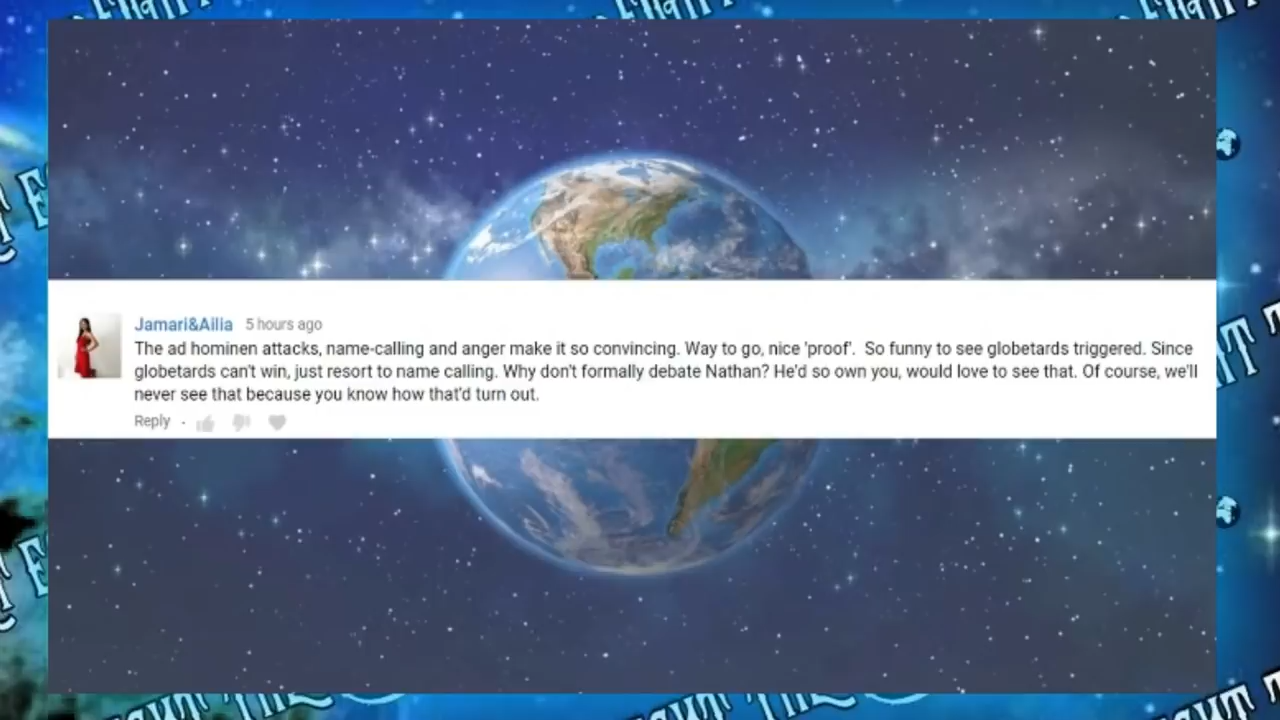 Jamari&Ailia 5 hours ago
The ad hominen attacks, name-calling and anger make it so convincing. Way to go, nice 'proof'. So funny to see globetards triggered. Since
globetards can't win, just resort to name calling. Why don't formally debate Nathan? He'd so own you, would love to see that. Of course, we'll
never see that because you know how that'd turn out.
Reply